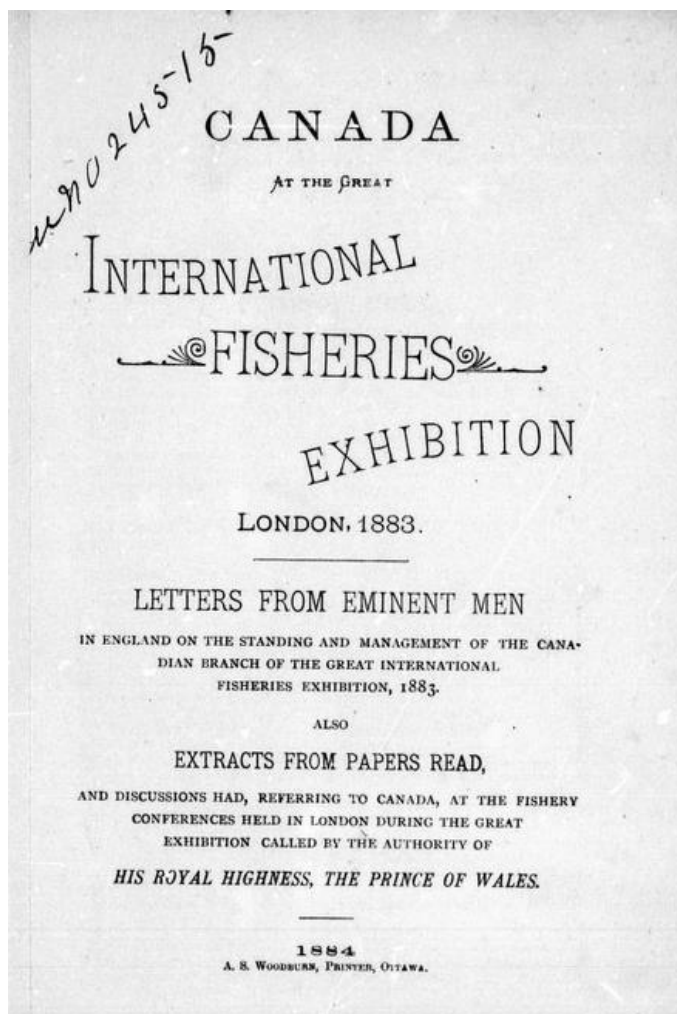 CANADA
AT THE GREAT
INTERNATIONAL
FISHERIES
EXHIBITION
LONDON, 1883.
LETTERS FROM EMINENT MEN
IN ENGLAND ON THE STANDING AND MANAGEMENT OF THE CANA-
DIAN BRANCH OF THE GREAT INTERNATIONAL
FISHERIES EXHIBITION, 1883.
ALSO
EXTRACTS FROM PAPERS READ,
AND DISCUSSIONS HAD, REFERRING TO CANADA, AT THE FISHERY
CONFERENCES HELD IN LONDON DURING THE GREAT
EXHIBITION CALLED BY THE AUTHORITY OF
HIS ROYAL HIGHNESS, THE PRINCE OF WALES.
1884
A. S. WOODBURN, PRINTER, OTTAWA.